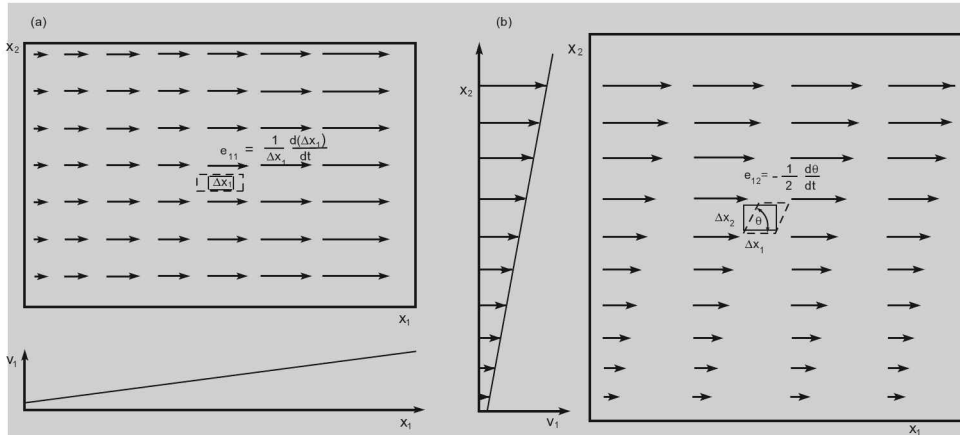 (a)
x₂
e₁₁ = 1/Δx₁ d(Δx₁)/dt
Δx₁
x₁
v₁
x₁
(b)
x₂
v₁
x₂
e₁₂= - 1/2 dθ/dt
Δx₂
θ
Δx₁
x₁